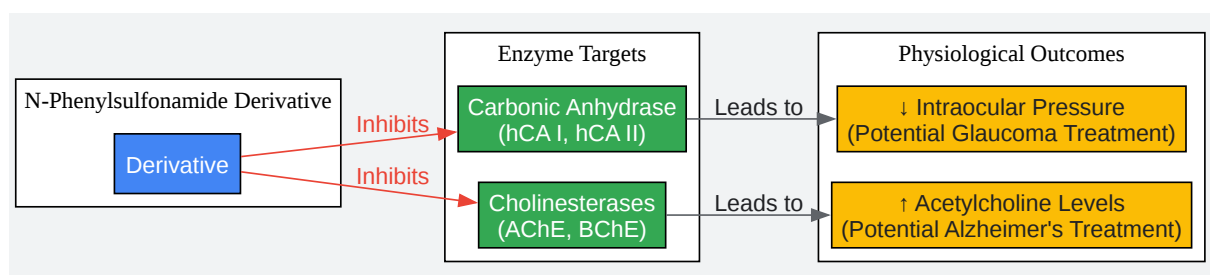 N-Phenylsulfonamide Derivative
Derivative
Inhibits
Inhibits
Enzyme Targets
Carbonic Anhydrase
(hCA I, hCA II)
Cholinesterases
(AChE, BChE)
Leads to
Leads to
Physiological Outcomes
↓ Intraocular Pressure
(Potential Glaucoma Treatment)
↑ Acetylcholine Levels
(Potential Alzheimer's Treatment)